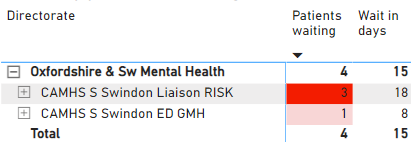 Directorate Patients waiting Wait in days
Oxfordshire & Sw Mental Health 4 15
CAMHS S Swindon Liaison RISK 3 18
CAMHS S Swindon ED GMH 1 8
Total 4 15